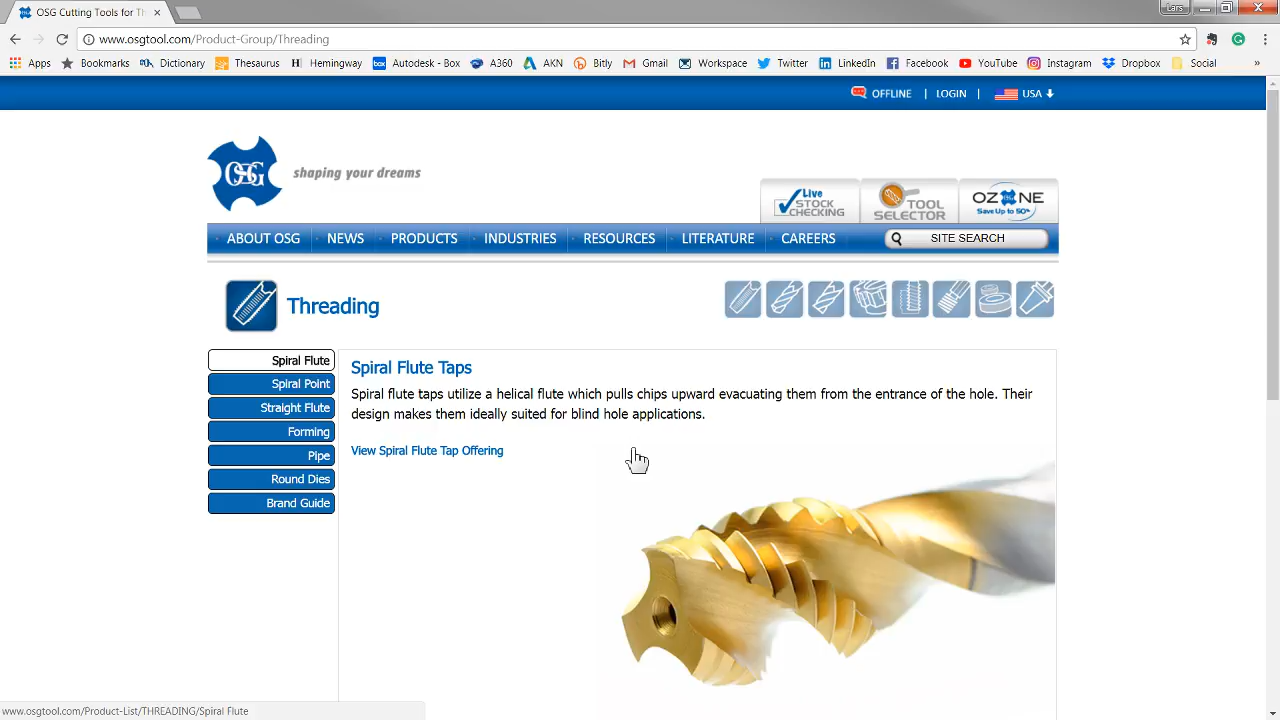 OSG Cutting Tools for Th
Lars
www.osgtool.com/Product-Group/Threading
Apps Bookmarks Dictionary Thesaurus Hemingway Autodesk - Box A360 AKN Bitly Gmail Workspace Twitter LinkedIn Facebook YouTube Instagram Dropbox Social »
OFFLINE | LOGIN | USA
OSG shaping your dreams
Live STOCK CHECKING
TOOL SELECTOR
OZONE
Save Up to 50%
ABOUT OSG NEWS PRODUCTS INDUSTRIES RESOURCES LITERATURE CAREERS SITE SEARCH
Threading
Spiral Flute
Spiral Point
Straight Flute
Forming
Pipe
Round Dies
Brand Guide
Spiral Flute Taps
Spiral flute taps utilize a helical flute which pulls chips upward evacuating them from the entrance of the hole. Their
design makes them ideally suited for blind hole applications.
View Spiral Flute Tap Offering
www.osgtool.com/Product-List/THREADING/Spiral Flute